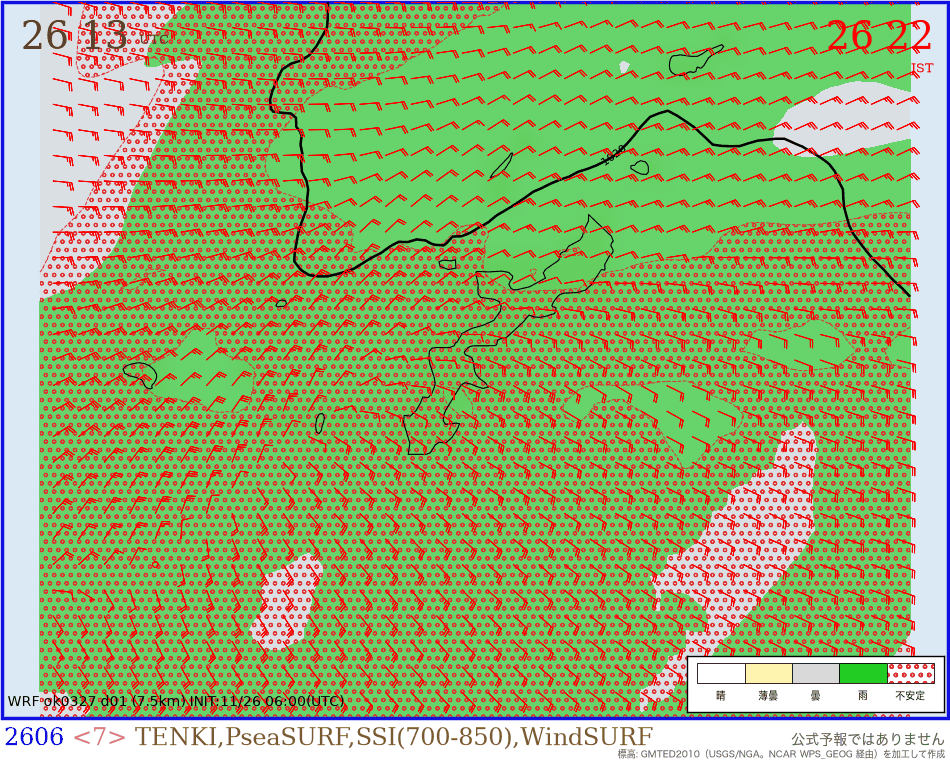 26 13 UTC
26 22
JST
1020
WRF ok0327 d01 (7.5km) INIT:11/26 06:00(UTC)
晴 薄曇 曇 雨 不安定
2606 <7> TENKI,PseaSURF,SSI(700-850),WindSURF
公式予報ではありません
標高: GMTED2010（USGS/NGA。NCAR WPS_GEOG 経由）を加工して作成